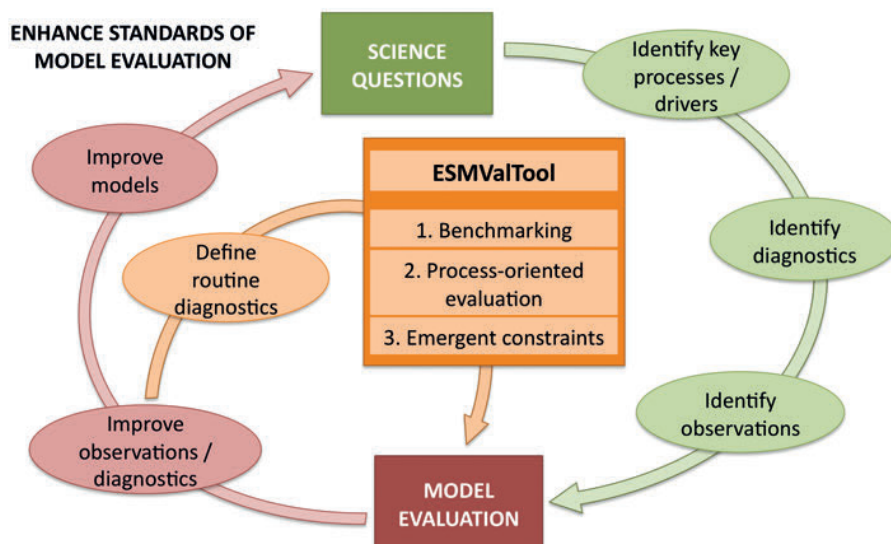 ENHANCE STANDARDS OF
MODEL EVALUATION
SCIENCE
QUESTIONS
Identify key
processes /
drivers
Identify
diagnostics
Identify
observations
MODEL
EVALUATION
Improve
observations /
diagnostics
Improve
models
Define
routine
diagnostics
ESMValTool
1. Benchmarking
2. Process-oriented
evaluation
3. Emergent constraints